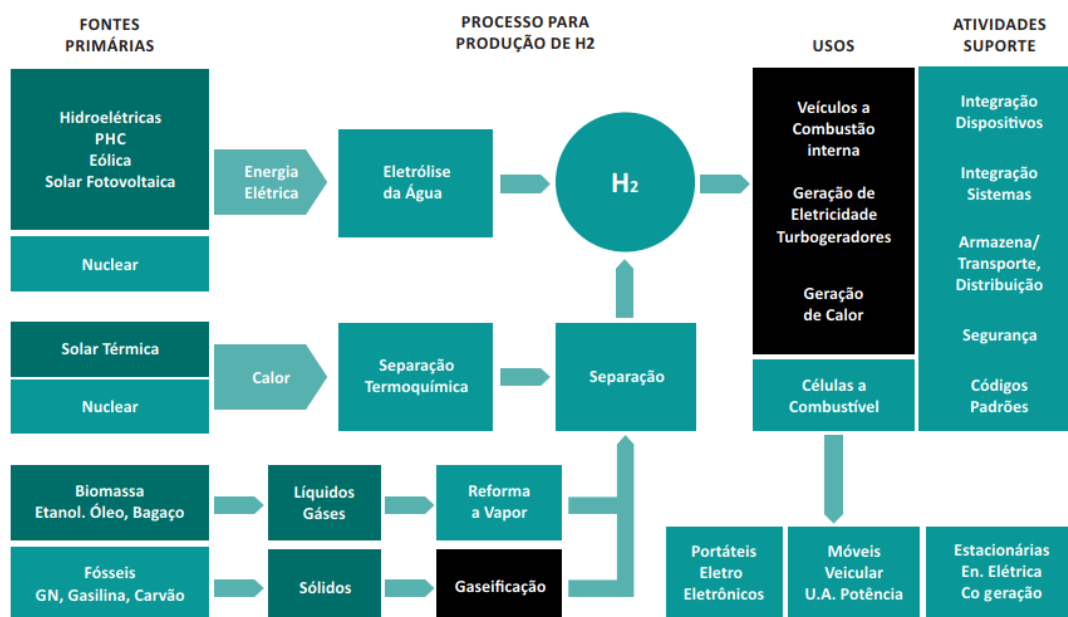 FONTES
PRIMÁRIAS
PROCESSO PARA
PRODUÇÃO DE H2
USOS
ATIVIDADES
SUPORTE
Hidroelétricas
PHC
Eólica
Solar Fotovoltaica
Nuclear
Energia
Elétrica
Eletrólise
da Água
H2
Veículos a
Combustão
interna
Geração de
Eletricidade
Turbogeradores
Geração
de Calor
Células a
Combustível
Integração
Dispositivos
Integração
Sistemas
Armazena/
Transporte,
Distribuição
Segurança
Códigos
Padrões
Solar Térmica
Nuclear
Calor
Separação
Termoquímica
Separação
Biomassa
Etanol. Óleo, Bagaço
Líquidos
Gáses
Reforma
a Vapor
Fósseis
GN, Gasilina, Carvão
Sólidos
Gaseificação
Portáteis
Eletro
Eletrônicos
Móveis
Veicular
U.A. Potência
Estacionárias
En. Elétrica
Co geração